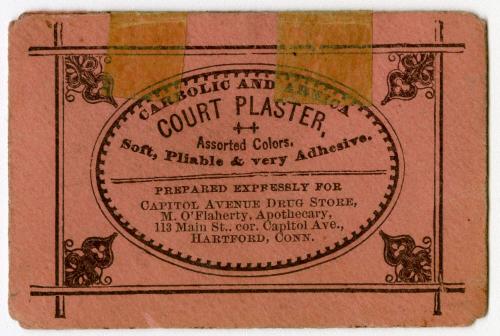 CARBOLIC AND ARNICA
COURT PLASTER,
Assorted Colors,
Soft, Pliable & very Adhesive.
PREPARED EXPRESSLY FOR
CAPITOL AVENUE DRUG STORE,
M. O'Flaherty, Apothecary,
113 Main St., cor. Capitol Ave.,
HARTFORD, CONN.